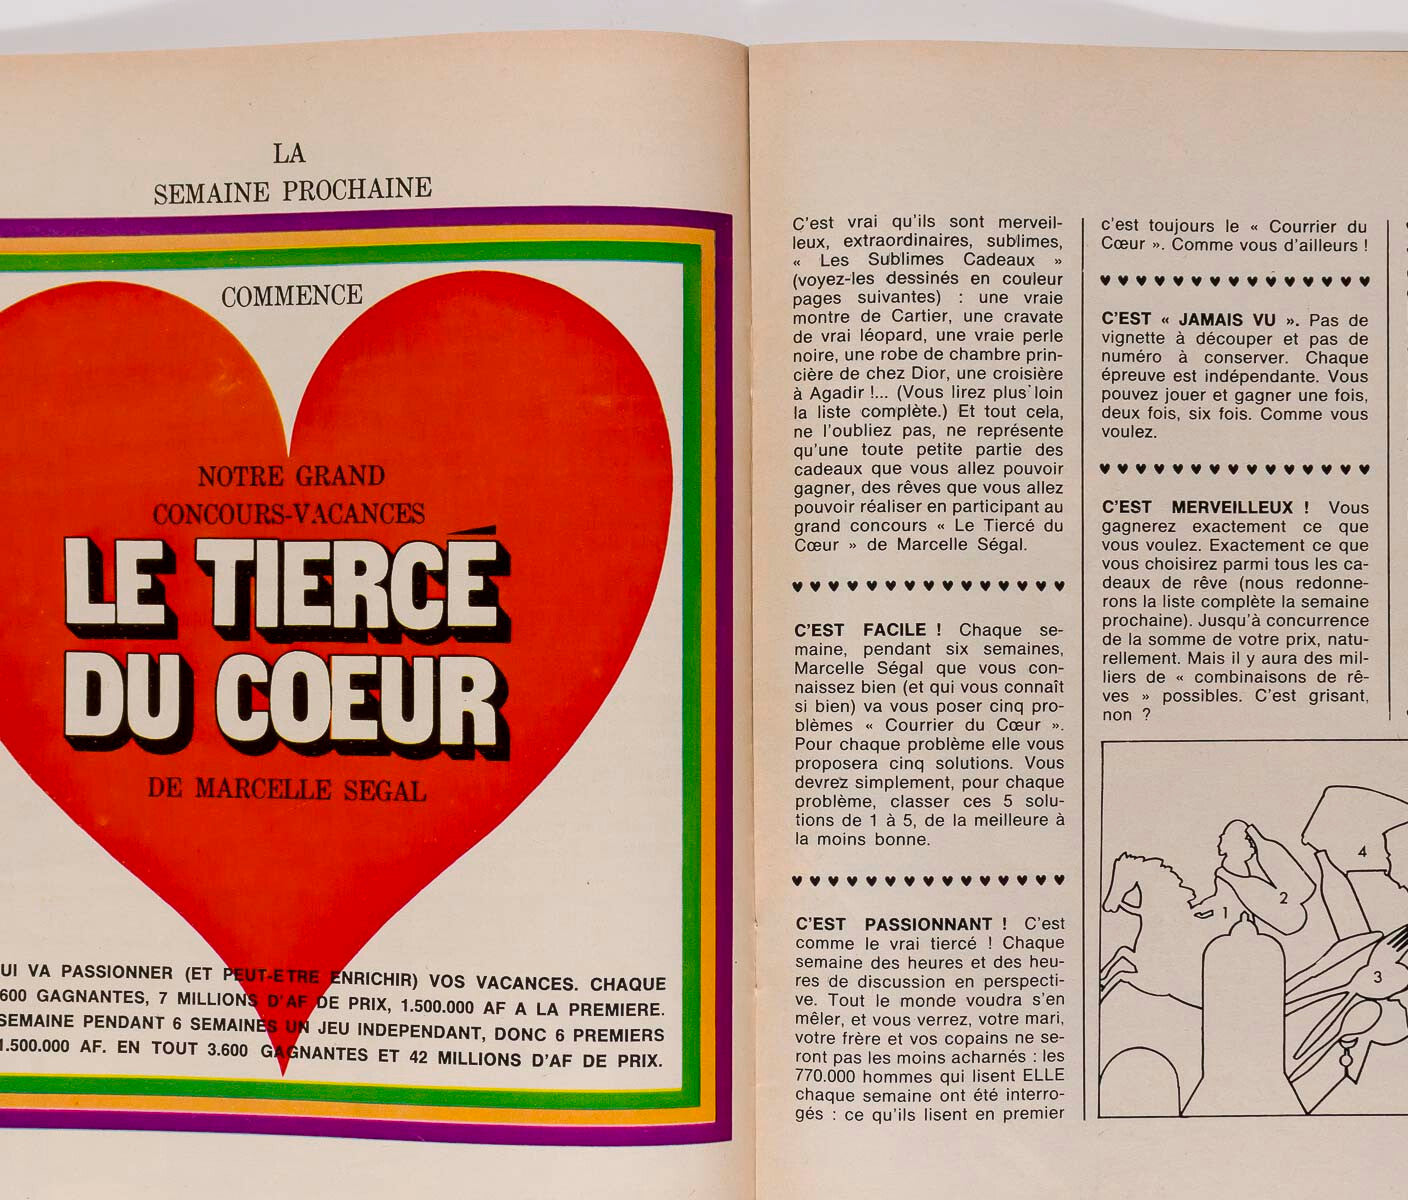 LA
SEMAINE PROCHAINE
COMMENCE
NOTRE GRAND
CONCOURS-VACANCES
LE TIERCÉ
DU COEUR
DE MARCELLE SEGAL
UI VA PASSIONNER (ET PEUT-ETRE ENRICHIR) VOS VACANCES. CHAQUE
600 GAGNANTES, 7 MILLIONS D'AF DE PRIX, 1.500.000 AF A LA PREMIERE.
SEMAINE PENDANT 6 SEMAINES UN JEU INDEPENDANT, DONC 6 PREMIERS
1.500.000 AF. EN TOUT 3.600 GAGNANTES ET 42 MILLIONS D'AF DE PRIX.
C'est vrai qu'ils sont merveil-
leux, extraordinaires, sublimes,
« Les Sublimes Cadeaux »
(voyez-les dessinés en couleur
pages suivantes) : une vraie
montre de Cartier, une cravate
de vrai léopard, une vraie perle
noire, une robe de chambre prin-
cière de chez Dior, une croisière
à Agadir !... (Vous lirez plus loin
la liste complète.) Et tout cela,
ne l'oubliez pas, ne représente
qu'une toute petite partie des
cadeaux que vous allez pouvoir
gagner, des rêves que vous allez
pouvoir réaliser en participant au
grand concours « Le Tiercé du
Cœur » de Marcelle Ségal.
C'EST FACILE ! Chaque se-
maine, pendant six semaines,
Marcelle Ségal que vous con-
naissez bien (et qui vous connaît
si bien) va vous poser cinq pro-
blèmes « Courrier du Cœur ».
Pour chaque problème elle vous
proposera cinq solutions. Vous
devrez simplement, pour chaque
problème, classer ces 5 solu-
tions de 1 à 5, de la meilleure à
la moins bonne.
C'EST PASSIONNANT ! C'est
comme le vrai tiercé ! Chaque
semaine des heures et des heu-
res de discussion en perspecti-
ve. Tout le monde voudra s'en
mêler, et vous verrez, votre mari,
votre frère et vos copains ne se-
ront pas les moins acharnés : les
770.000 hommes qui lisent ELLE
chaque semaine ont été interro-
gés : ce qu'ils lisent en premier
c'est toujours le « Courrier du
Cœur ». Comme vous d'ailleurs !
C'EST « JAMAIS VU ». Pas de
vignette à découper et pas de
numéro à conserver. Chaque
épreuve est indépendante. Vous
pouvez jouer et gagner une fois,
deux fois, six fois. Comme vous
voulez.
C'EST MERVEILLEUX ! Vous
gagnerez exactement ce que
vous voulez. Exactement ce que
vous choisirez parmi tous les ca-
deaux de rêve (nous redonne-
rons la liste complète la semaine
prochaine). Jusqu'à concurrence
de la somme de votre prix, natu-
rellement. Mais il y aura des mil-
liers de « combinaisons de rê-
ves » possibles. C'est grisant,
non ?
4
1
2
3